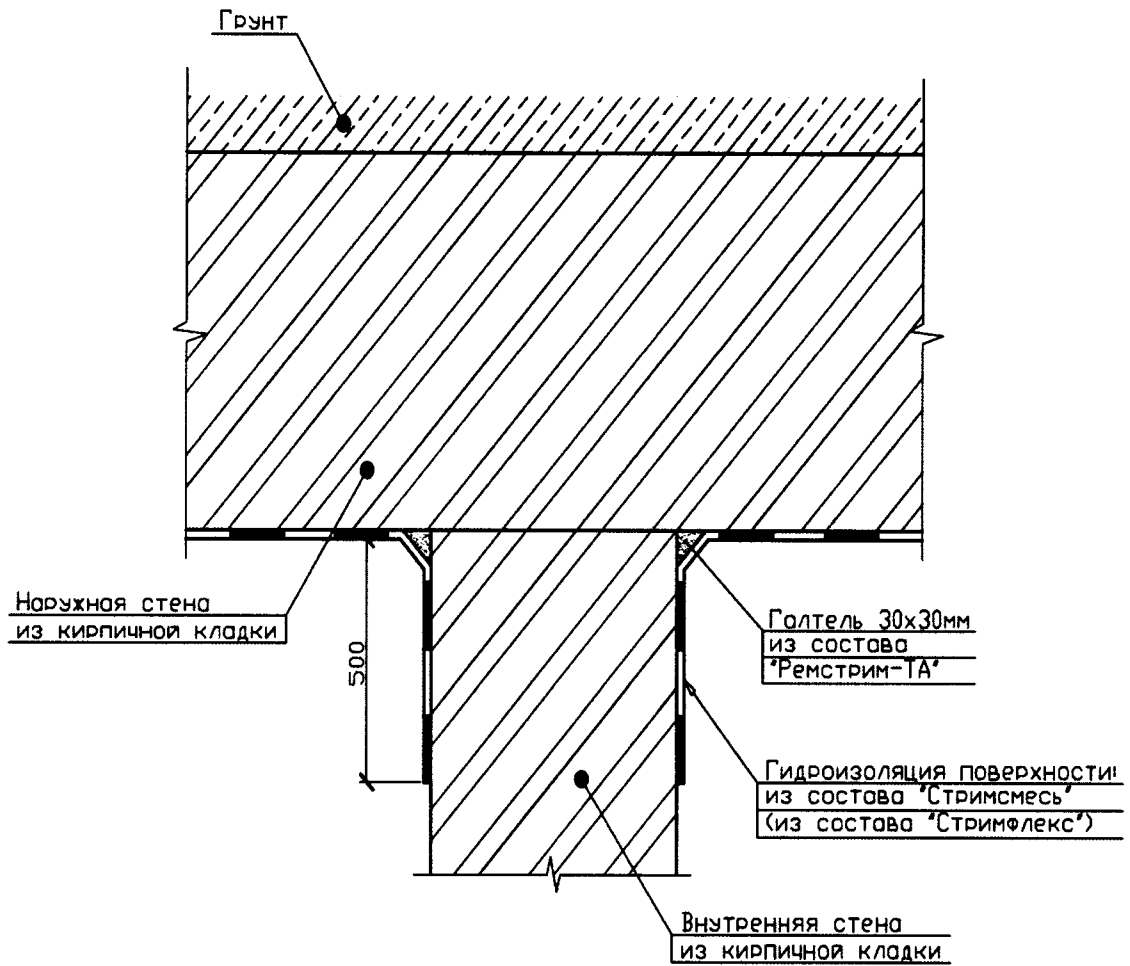 Грунт
Наружная стена
из кирпичной кладки
500
Галтель 30х30мм
из состава
"Ремстрим-ТА"
Гидроизоляция поверхности:
из состава "Стримсмесь"
(из состава "Стримфлекс")
Внутренняя стена
из кирпичной кладки